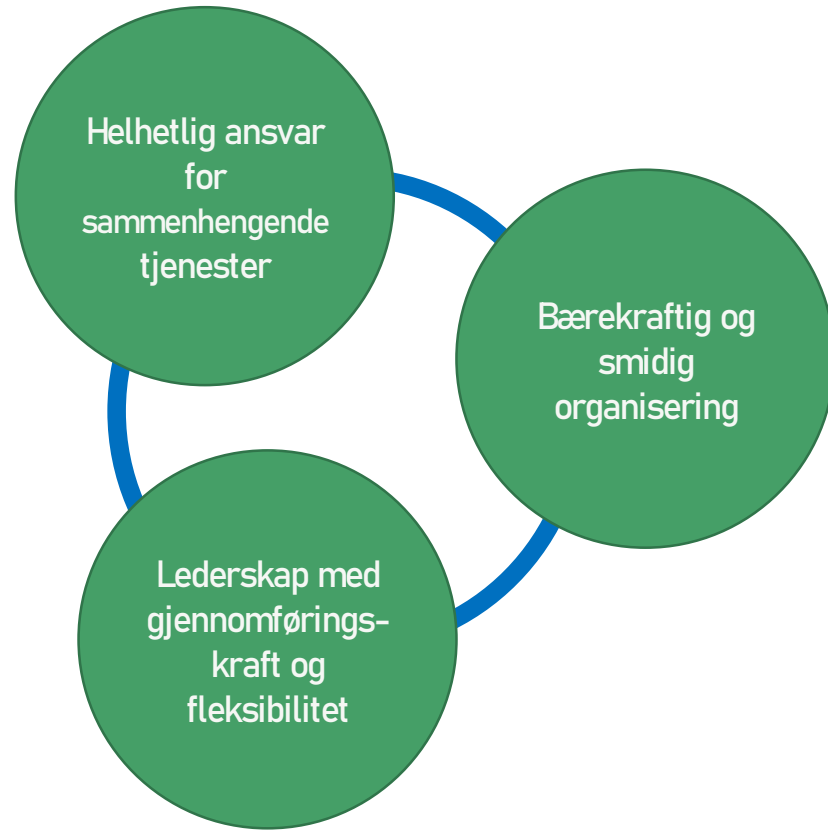 Helhetlig ansvar
for
sammenhengende
tjenester
Bærekraftig og
smidig
organisering
Lederskap med
gjennomførings-
kraft og
fleksibilitet